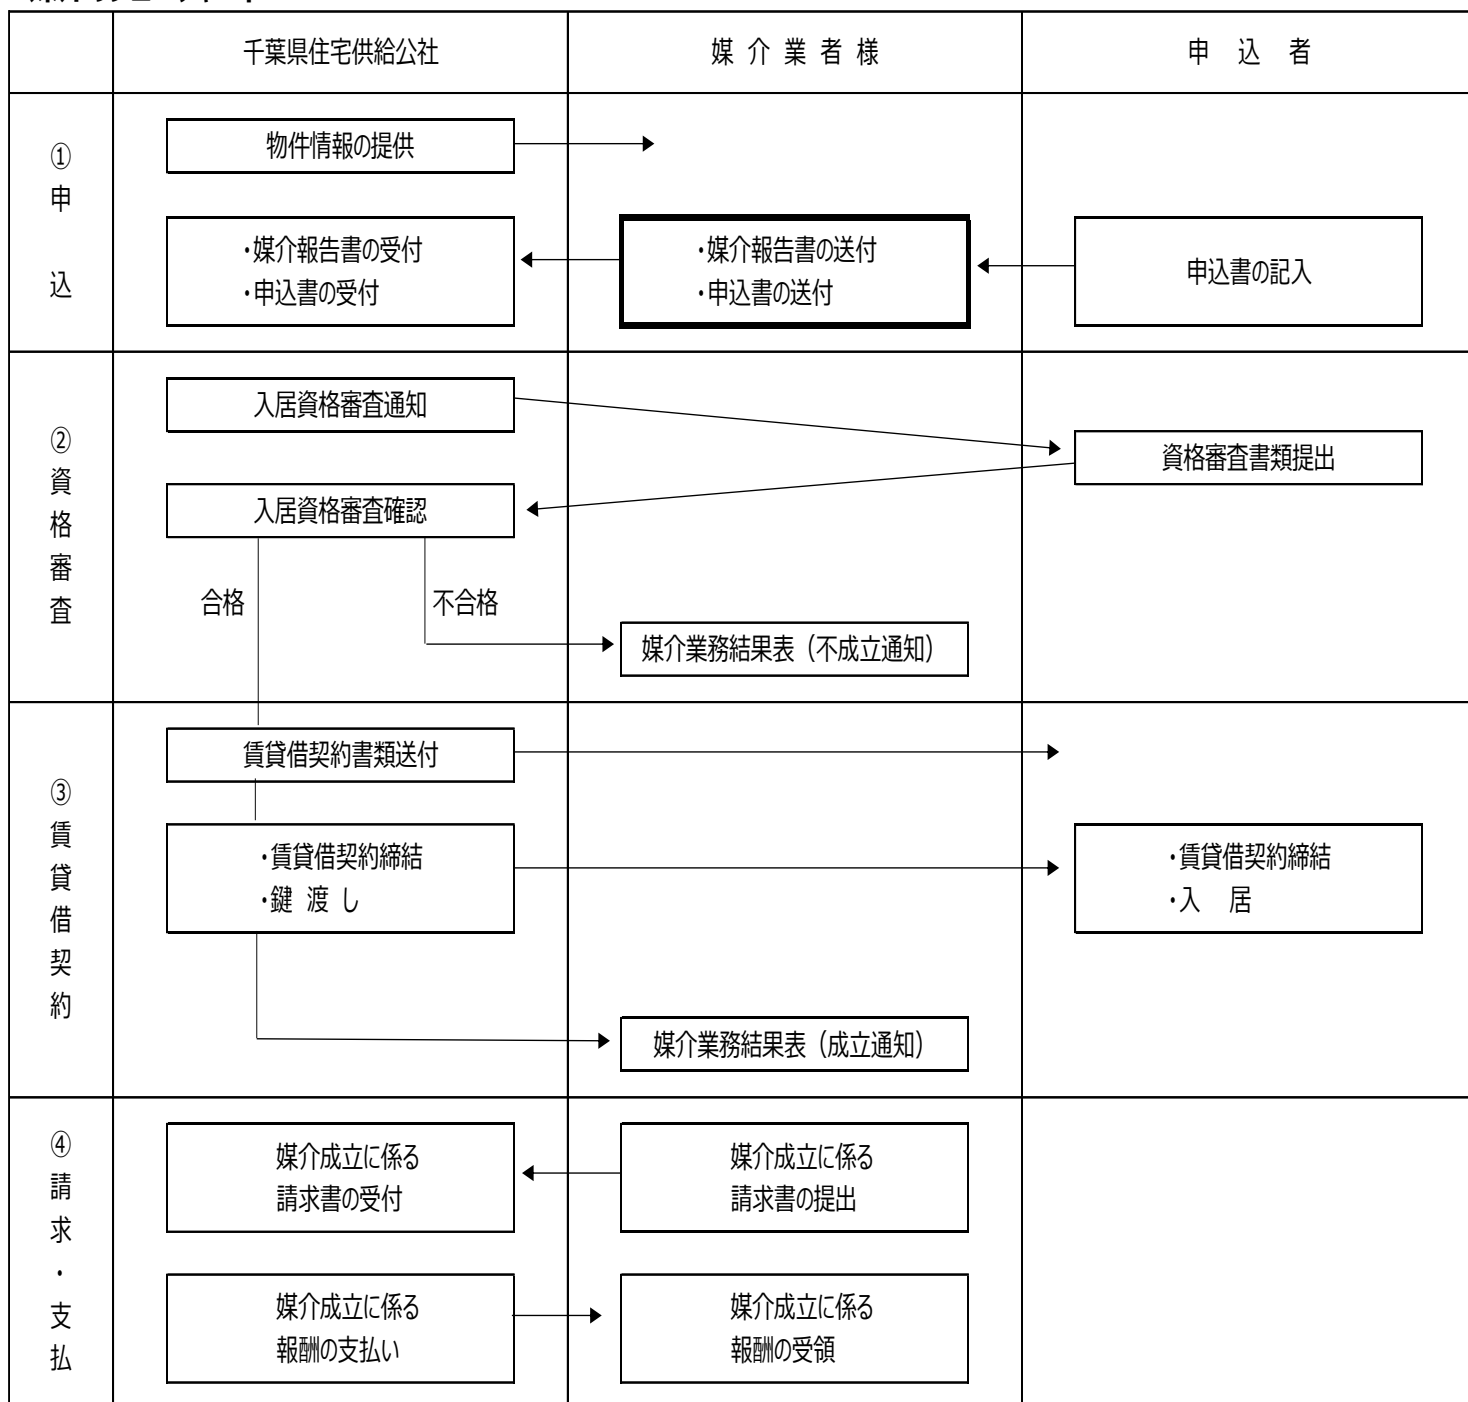 千葉県住宅供給公社
媒介業者様
申込者
①申込
物件情報の提供
・媒介報告書の受付
・申込書の受付
・媒介報告書の送付
・申込書の送付
申込書の記入
②資格審査
入居資格審査通知
資格審査書類提出
入居資格審査確認
合格
不合格
媒介業務結果表（不成立通知）
③賃貸借契約
賃貸借契約書類送付
・賃貸借契約締結
・鍵渡し
・賃貸借契約締結
・入居
媒介業務結果表（成立通知）
④請求・支払
媒介成立に係る
請求書の受付
媒介成立に係る
請求書の提出
媒介成立に係る
報酬の支払い
媒介成立に係る
報酬の受領